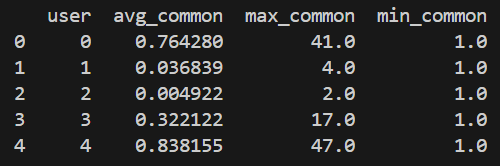 user avg_common max_common min_common
0 0 0.764280 41.0 1.0
1 1 0.036839 4.0 1.0
2 2 0.004922 2.0 1.0
3 3 0.322122 17.0 1.0
4 4 0.838155 47.0 1.0